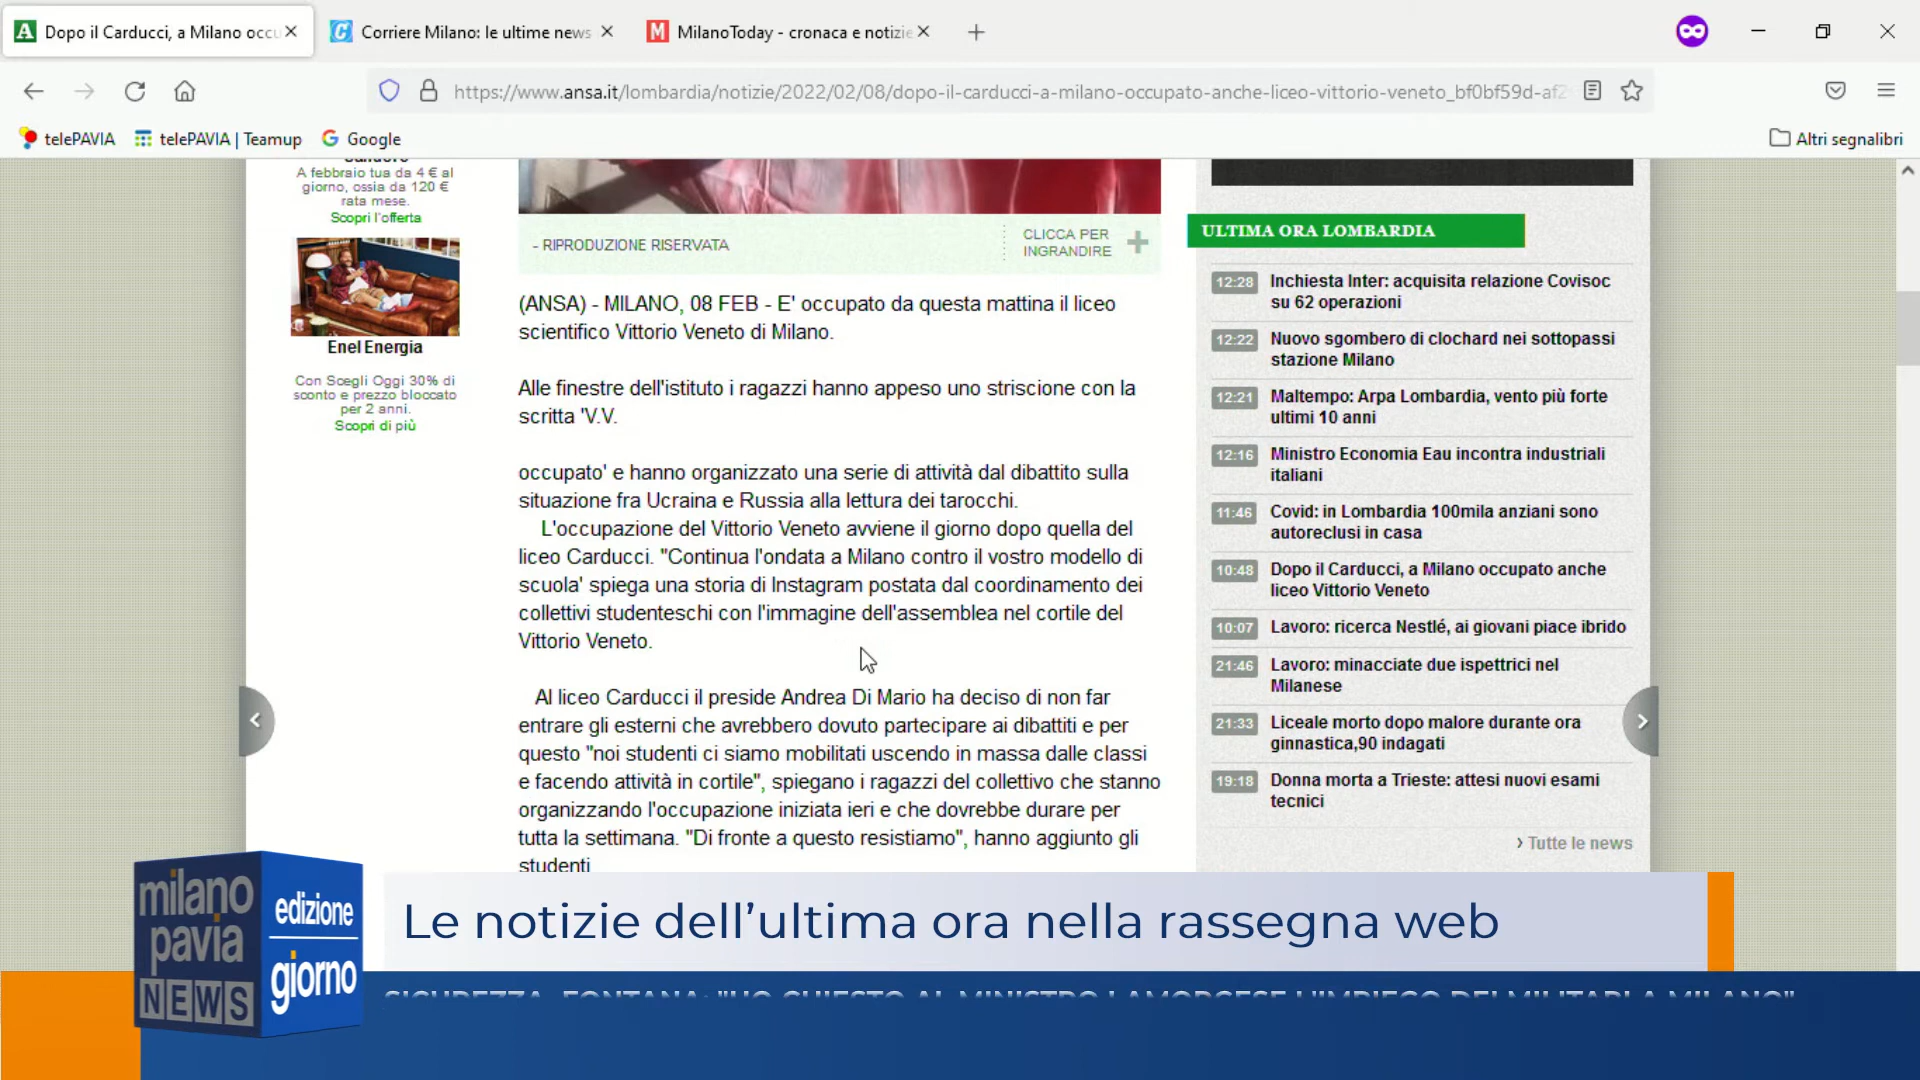 Dopo il Carducci, a Milano occu
Corriere Milano: le ultime news
MilanoToday - cronaca e notizie
https://www.ansa.it/lombardia/notizie/2022/02/08/dopo-il-carducci-a-milano-occupato-anche-liceo-vittorio-veneto_bf0bf59d-af2
telePAVIA
telePAVIA | Teamup
Google
Altri segnalibri
A febbraio tua da 4 € al
giorno, ossia da 120 €
rata mese.
Scopri l'offerta
Enel Energia
Con Scegli Oggi 30% di
sconto e prezzo bloccato
per 2 anni.
Scopri di più
- RIPRODUZIONE RISERVATA
CLICCA PER
INGRANDIRE
(ANSA) - MILANO, 08 FEB - E' occupato da questa mattina il liceo
scientifico Vittorio Veneto di Milano.
Alle finestre dell'istituto i ragazzi hanno appeso uno striscione con la
scritta 'V.V.
occupato' e hanno organizzato una serie di attività dal dibattito sulla
situazione fra Ucraina e Russia alla lettura dei tarocchi.
L'occupazione del Vittorio Veneto avviene il giorno dopo quella del
liceo Carducci. "Continua l'ondata a Milano contro il vostro modello di
scuola' spiega una storia di Instagram postata dal coordinamento dei
collettivi studenteschi con l'immagine dell'assemblea nel cortile del
Vittorio Veneto.
Al liceo Carducci il preside Andrea Di Mario ha deciso di non far
entrare gli esterni che avrebbero dovuto partecipare ai dibattiti e per
questo "noi studenti ci siamo mobilitati uscendo in massa dalle classi
e facendo attività in cortile", spiegano i ragazzi del collettivo che stanno
organizzando l'occupazione iniziata ieri e che dovrebbe durare per
tutta la settimana. "Di fronte a questo resistiamo", hanno aggiunto gli
studenti
ULTIMA ORA LOMBARDIA
12:28 Inchiesta Inter: acquisita relazione Covisoc
su 62 operazioni
12:22 Nuovo sgombero di clochard nei sottopassi
stazione Milano
12:21 Maltempo: Arpa Lombardia, vento più forte
ultimi 10 anni
12:16 Ministro Economia Eau incontra industriali
italiani
11:46 Covid: in Lombardia 100mila anziani sono
autoreclusi in casa
10:48 Dopo il Carducci, a Milano occupato anche
liceo Vittorio Veneto
10:07 Lavoro: ricerca Nestlé, ai giovani piace ibrido
21:46 Lavoro: minacciate due ispettrici nel
Milanese
21:33 Liceale morto dopo malore durante ora
ginnastica,90 indagati
19:18 Donna morta a Trieste: attesi nuovi esami
tecnici
› Tutte le news
milano
pavia
NEWS
edizione
giorno
Le notizie dell'ultima ora nella rassegna web
SICUREZZA, FONTANA: "HO CHIESTO AL MINISTRO LAMORGESE L'IMPIEGO DEI MILITARI A MILANO"